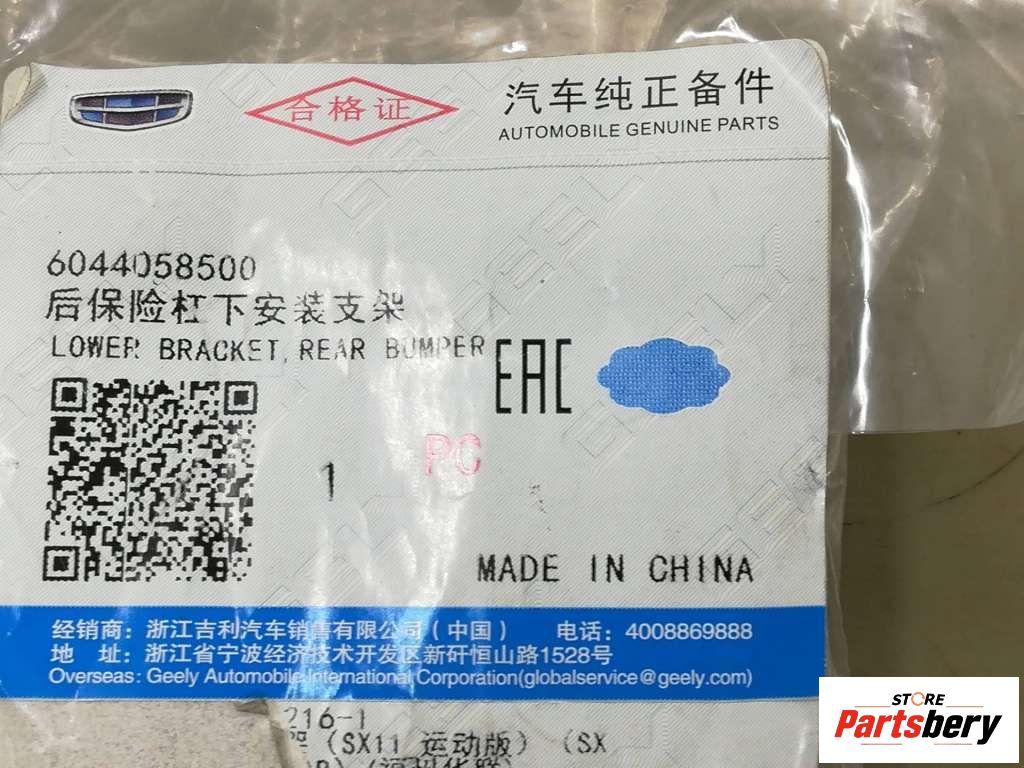 合格证
汽车纯正备件
AUTOMOBILE GENUINE PARTS
6044058500
后保险杠下安装支架
LOWER BRACKET,REAR BUMPER
EAC
1 PC
MADE IN CHINA
经销商：浙江吉利汽车销售有限公司（中国） 电话：4008869888
地 址：浙江省宁波经济技术开发区新矸恒山路1528号
Overseas: Geely Automobile International Corporation(globalservice@geely.com)
216-1
（SX11 运动版）（SX
STORE
Partsbery